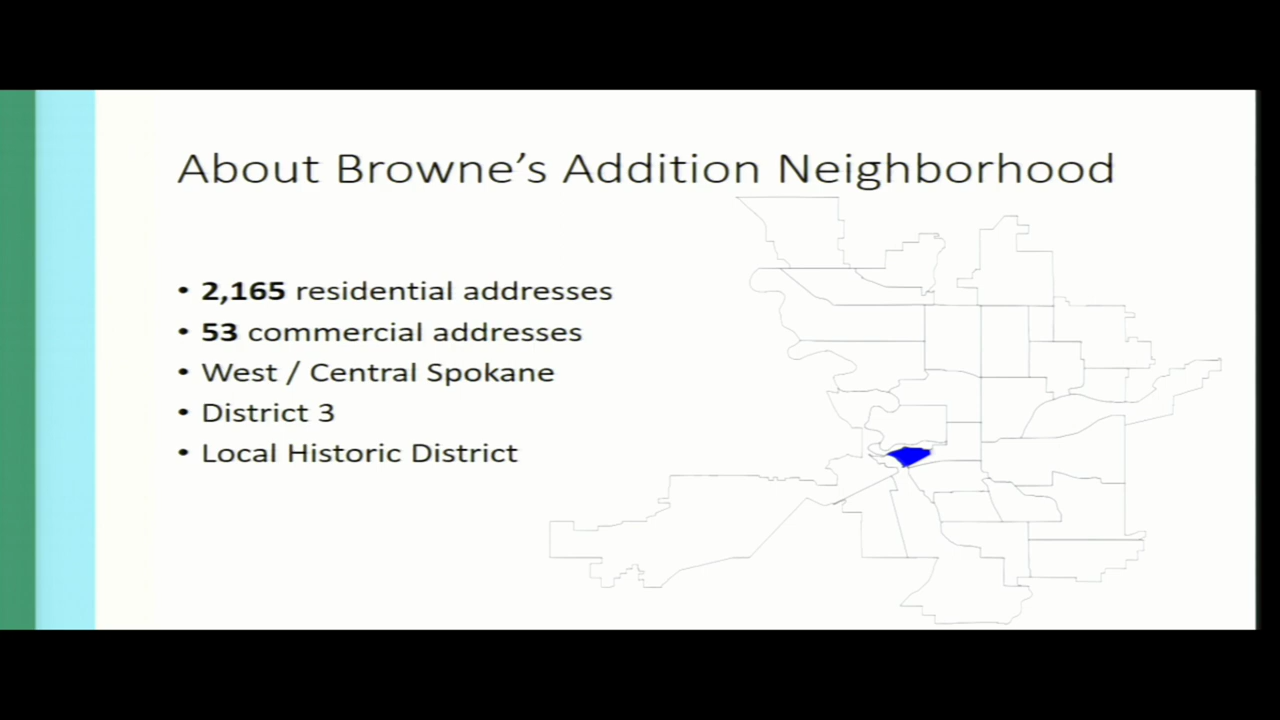 About Browne's Addition Neighborhood
• 2,165 residential addresses
• 53 commercial addresses
• West / Central Spokane
• District 3
• Local Historic District